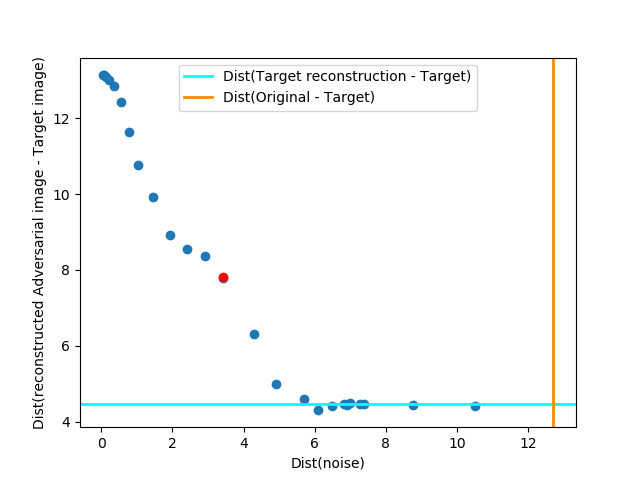 Dist(Target reconstruction - Target)
Dist(Original - Target)
Dist(reconstructed Adversarial image - Target image)
12
10
8
6
4
0 2 4 6 8 10 12
Dist(noise)